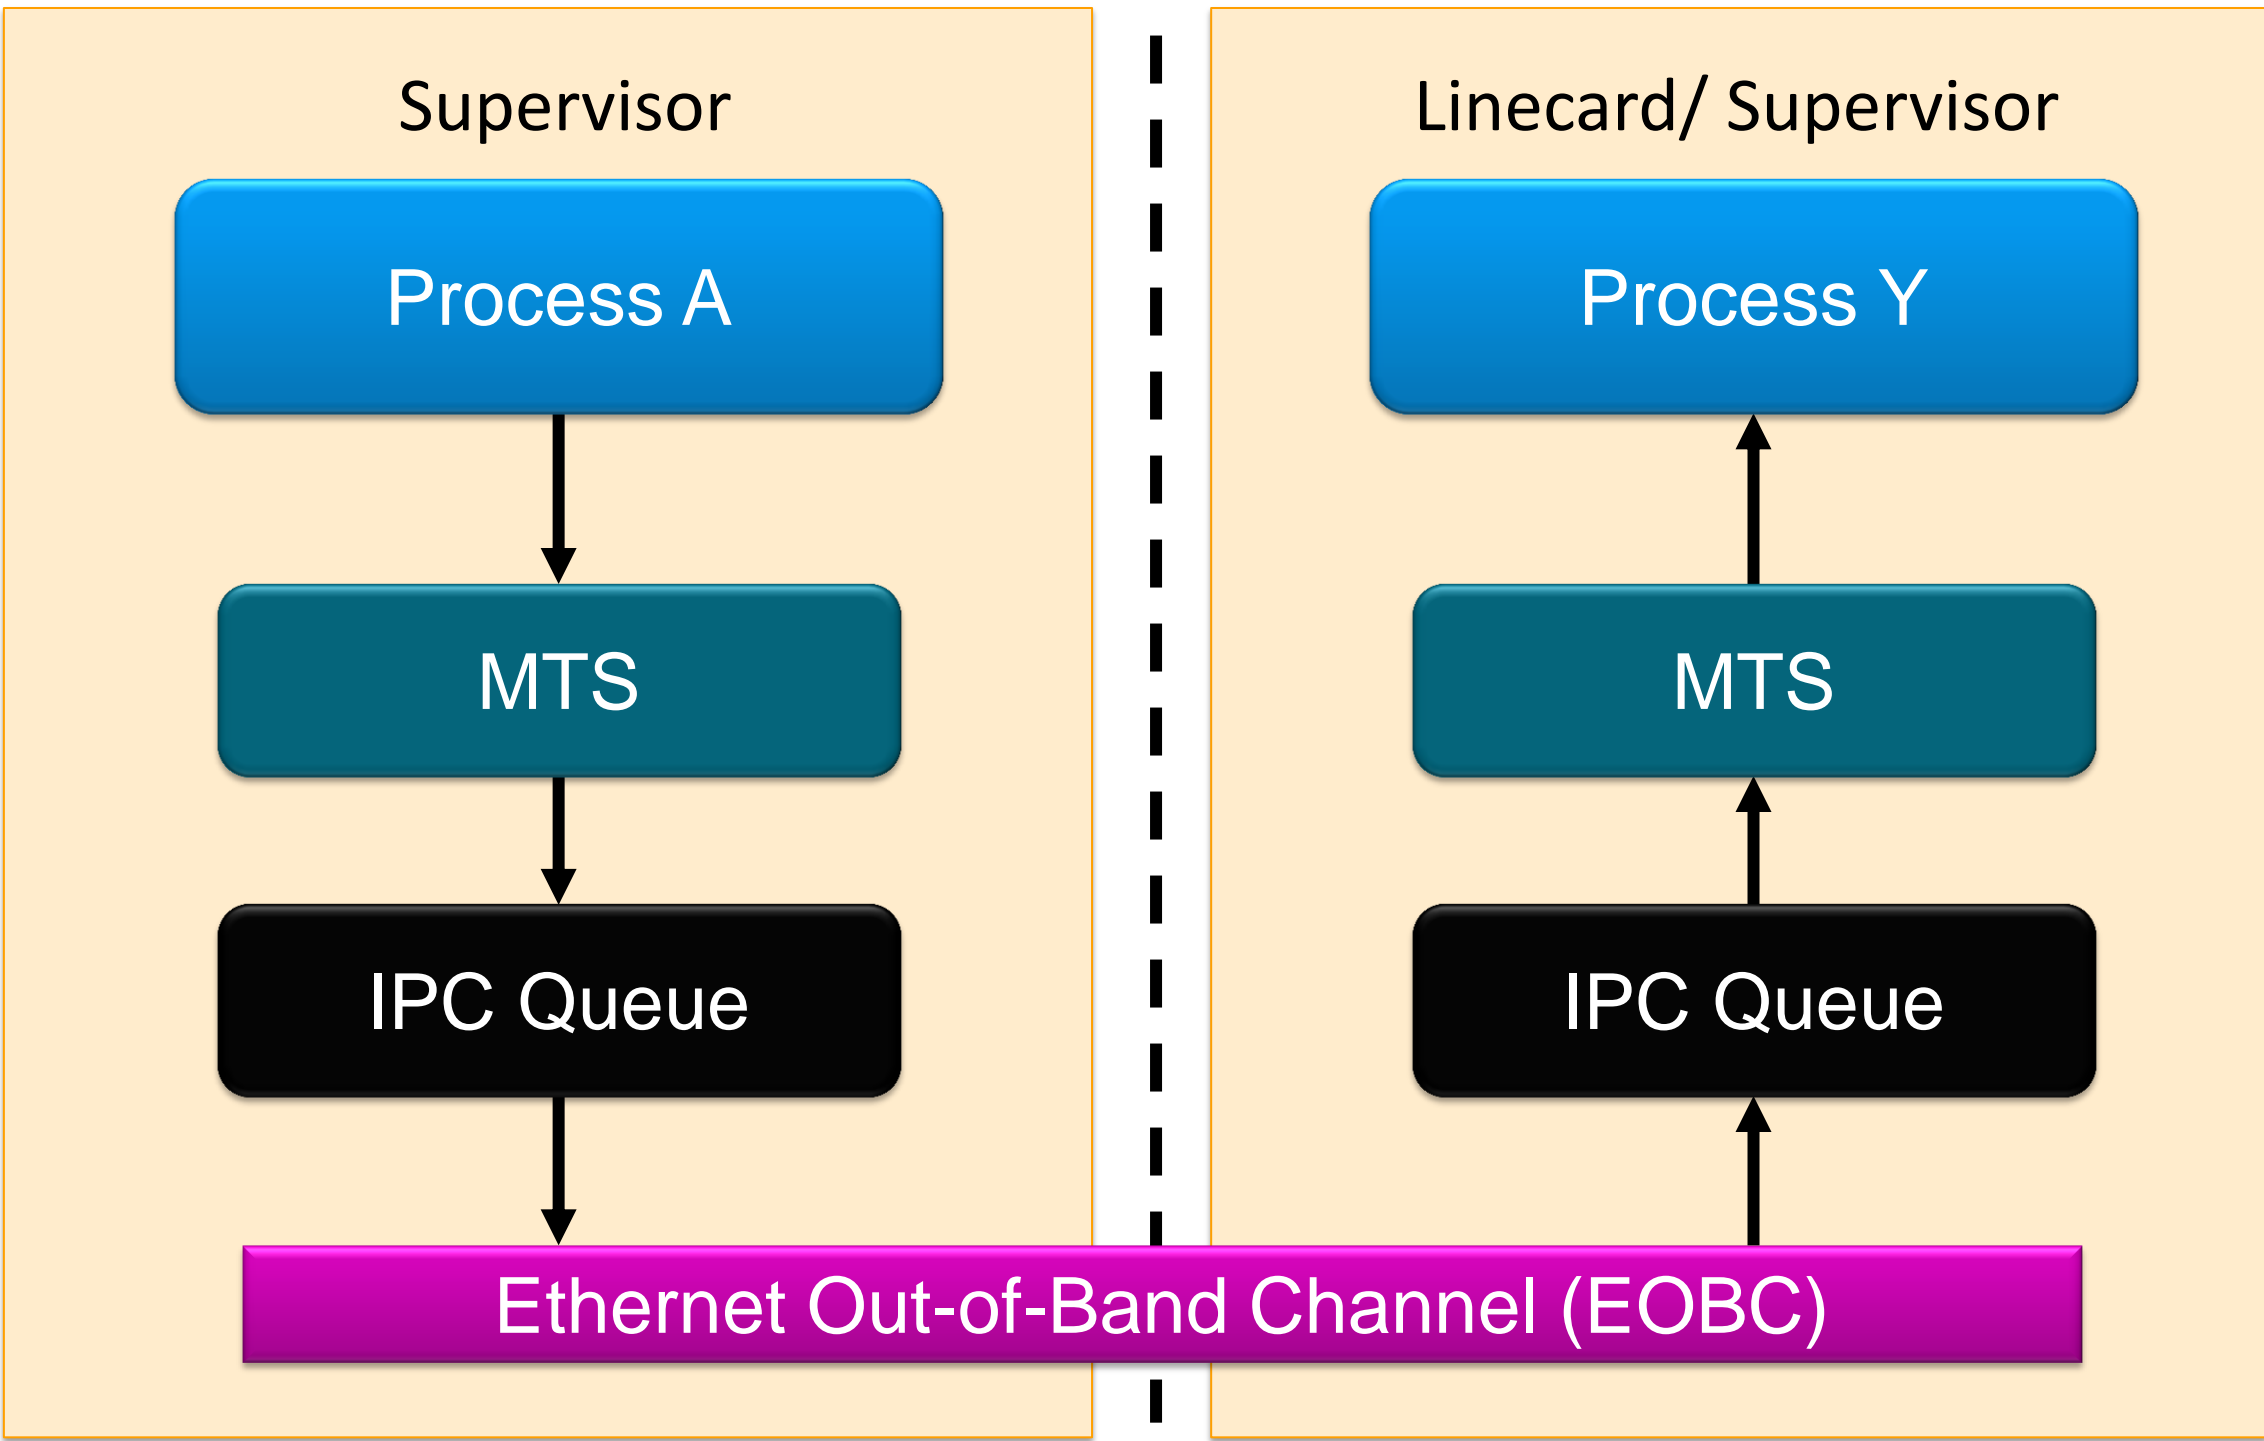 Supervisor
Process A
MTS
IPC Queue
Linecard/ Supervisor
Process Y
MTS
IPC Queue
Ethernet Out-of-Band Channel (EOBC)